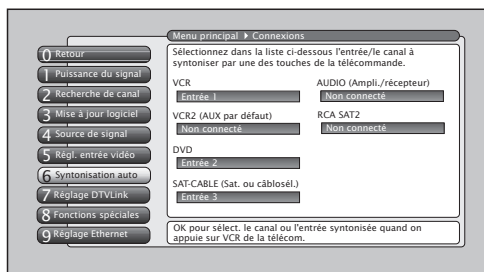 Menu principal ▶ Connexions
0 Retour
1 Puissance du signal
2 Recherche de canal
3 Mise à jour logiciel
4 Source de signal
5 Régl. entrée vidéo
6 Syntonisation auto
7 Réglage DTVLink
8 Fonctions spéciales
9 Réglage Ethernet
Sélectionnez dans la liste ci-dessous l'entrée/le canal à
syntoniser par une des touches de la télécommande.
VCR
Entrée 1
VCR2 (AUX par défaut)
Non connecté
DVD
Entrée 2
SAT-CABLE (Sat. ou câblosél.)
Entrée 3
AUDIO (Ampli./récepteur)
Non connecté
RCA SAT2
Non connecté
OK pour sélect. le canal ou l'entrée syntonisée quand on
appuie sur VCR de la télécom.